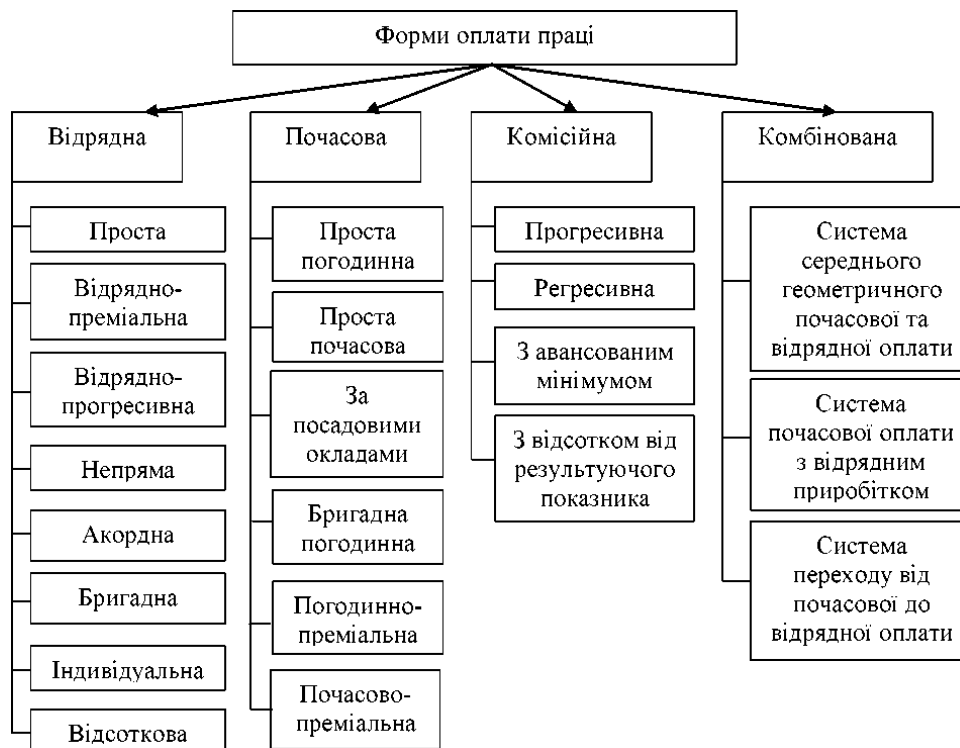 Форми оплати праці
Відрядна
Проста
Відрядно-
преміальна
Відрядно-
прогресивна
Непряма
Акордна
Бригадна
Індивідуальна
Відсоткова
Почасова
Проста
погодинна
Проста
почасова
За
посадовими
окладами
Бригадна
погодинна
Погодинно-
преміальна
Почасово-
преміальна
Комісійна
Прогресивна
Регресивна
З авансованим
мінімумом
З відсотком від
результуючого
показника
Комбінована
Система
середнього
геометричного
почасової та
відрядної оплати
Система
почасової оплати
з відрядним
приробітком
Система
переходу від
почасової до
відрядної оплати